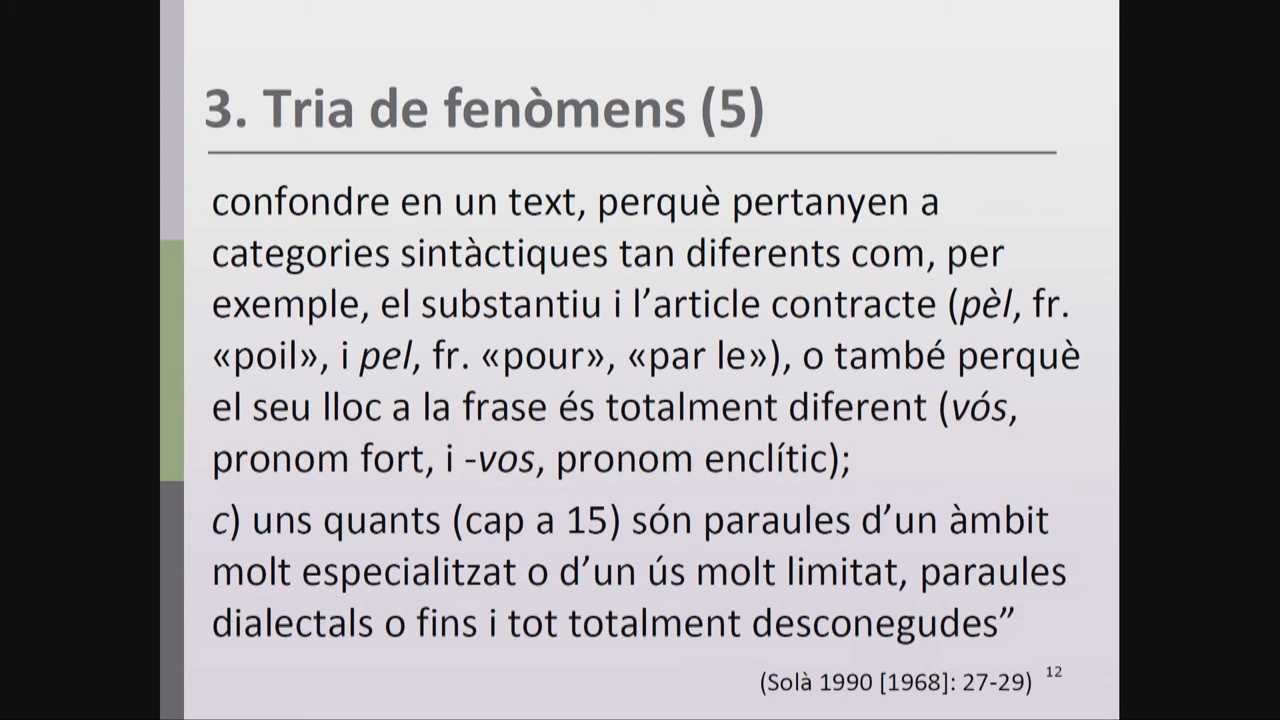 3. Tria de fenòmens (5)
confondre en un text, perquè pertanyen a
categories sintàctiques tan diferents com, per
exemple, el substantiu i l’article contracte (pèl, fr.
«poil», i pel, fr. «pour», «par le»), o també perquè
el seu lloc a la frase és totalment diferent (vós,
pronom fort, i -vos, pronom enclític);
c) uns quants (cap a 15) són paraules d’un àmbit
molt especialitzat o d’un ús molt limitat, paraules
dialectals o fins i tot totalment desconegudes”
(Solà 1990 [1968]: 27-29) 12